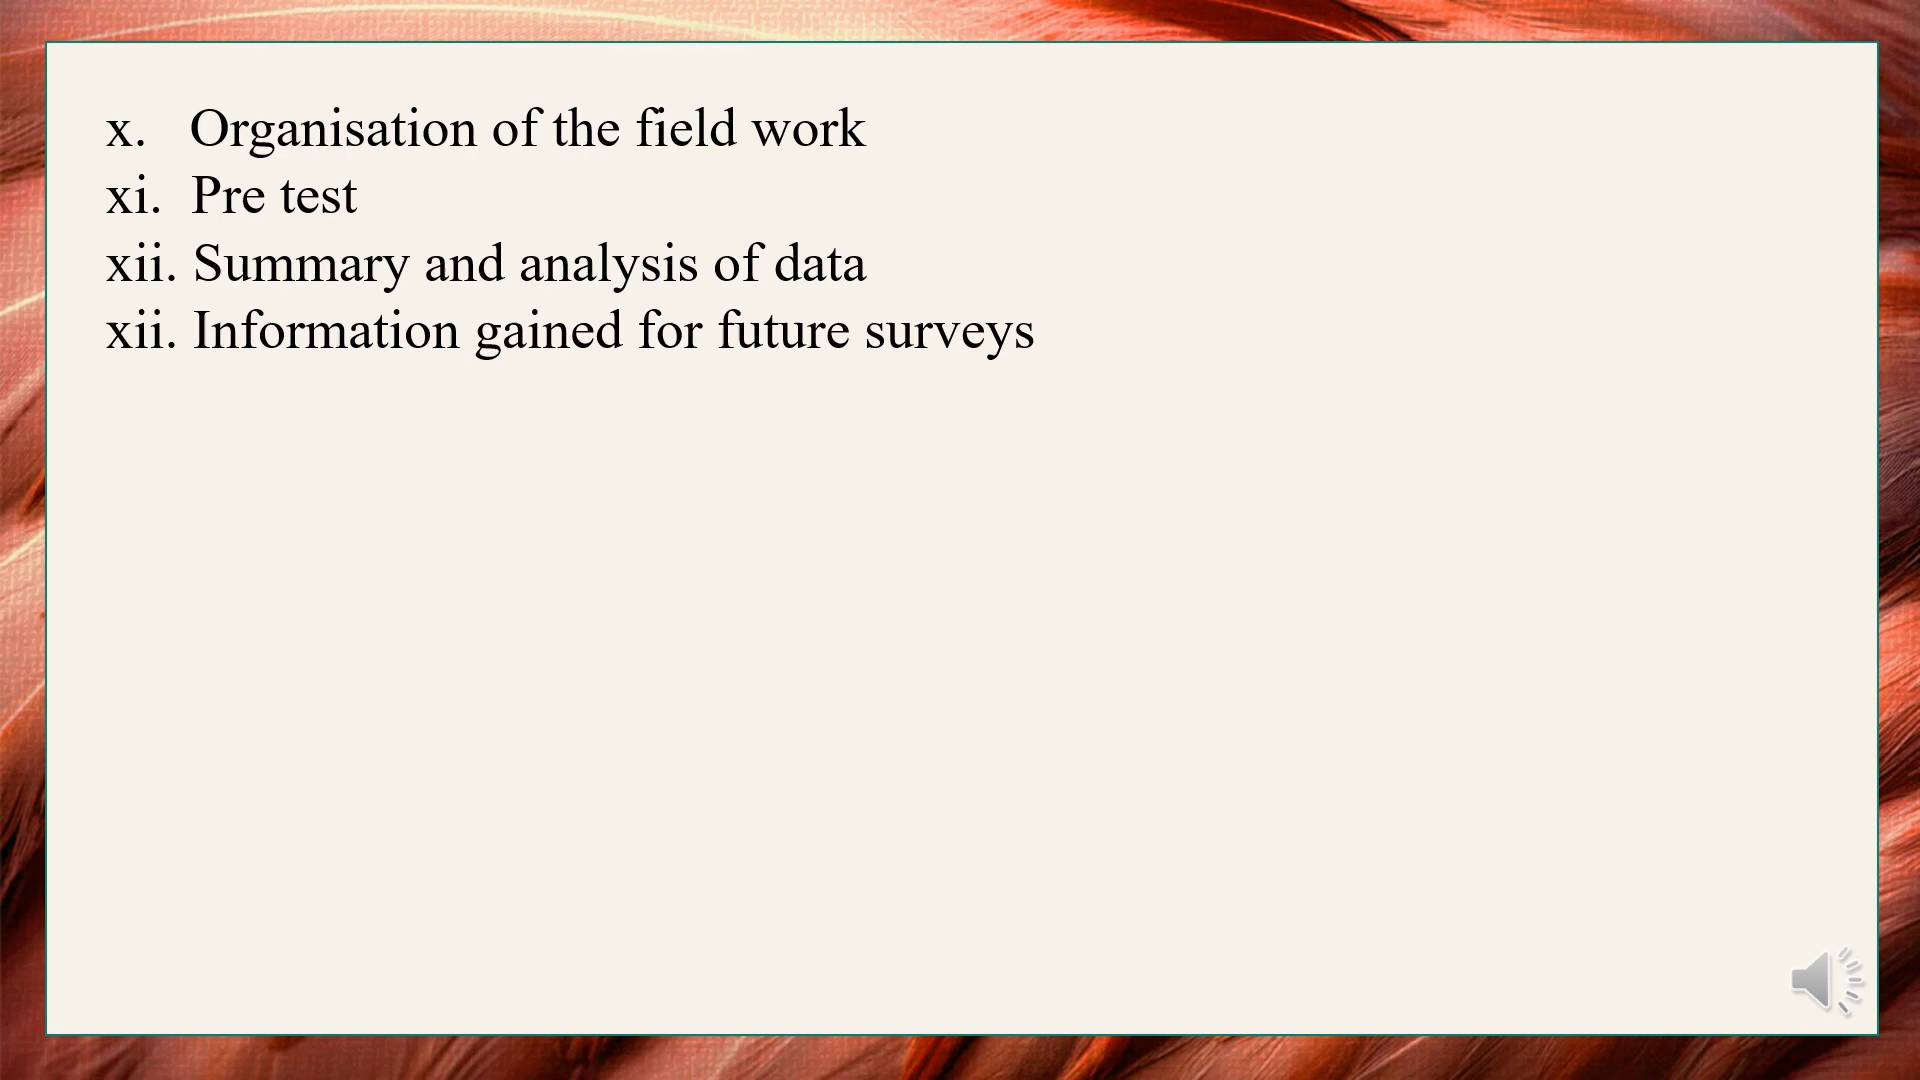 x. Organisation of the field work
xi. Pre test
xii. Summary and analysis of data
xii. Information gained for future surveys